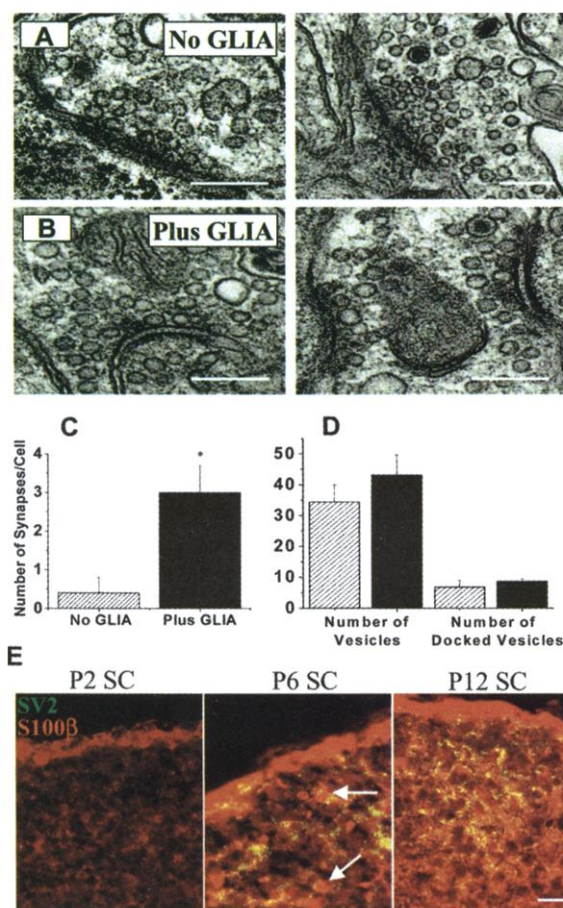 A
No GLIA
B
Plus GLIA
C
Number of Synapses/Cell
4
3
2
1
0
No GLIA
Plus GLIA
*
D
50
40
30
20
10
0
Number of Vesicles
Number of Docked Vesicles
E
P2 SC
P6 SC
P12 SC
SV2
S100β